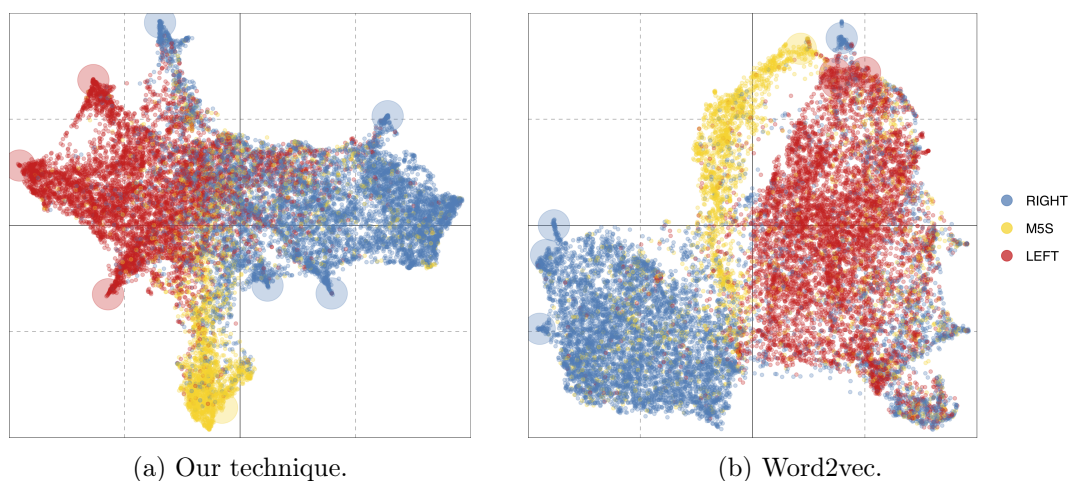 RIGHT
M5S
LEFT
(a) Our technique.
(b) Word2vec.